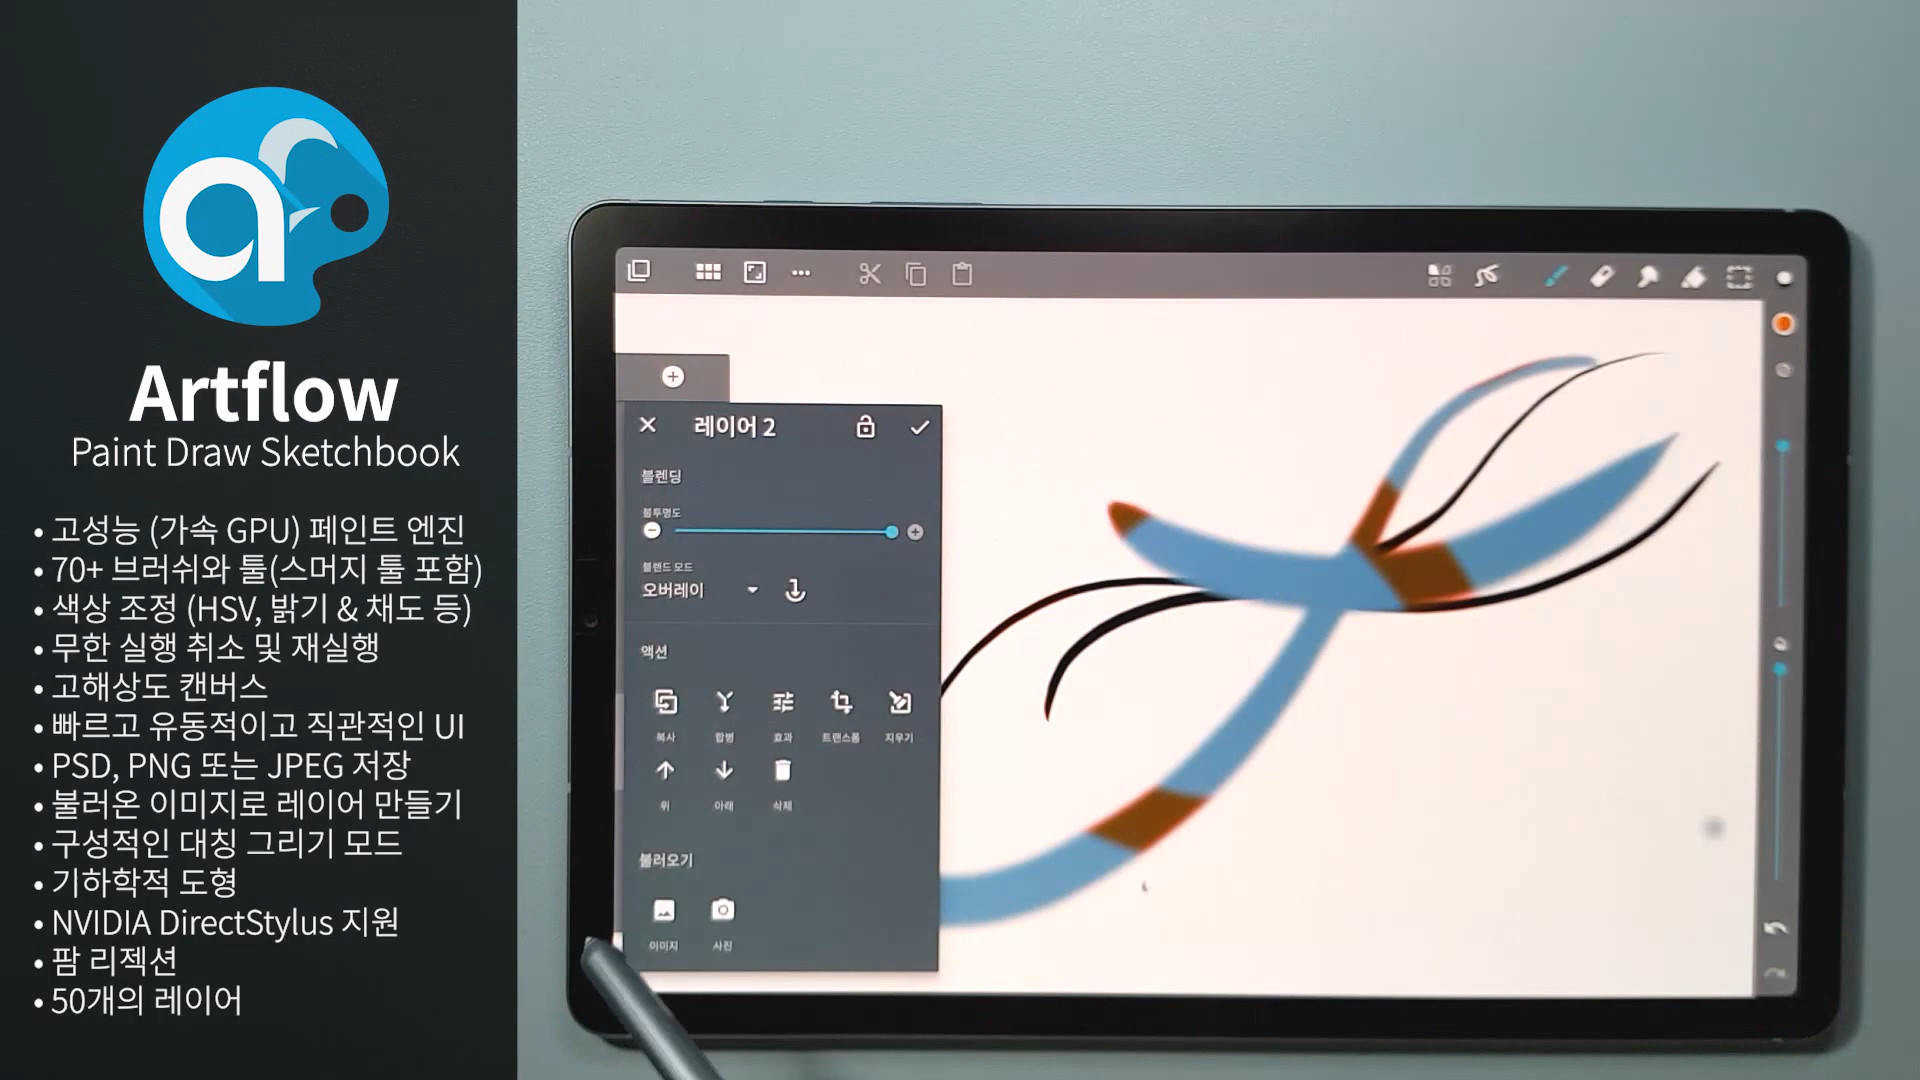 Artflow
Paint Draw Sketchbook
• 고성능 (가속 GPU) 페인트 엔진
• 70+ 브러쉬와 툴(스머지 툴 포함)
• 색상 조정 (HSV, 밝기 & 채도 등)
• 무한 실행 취소 및 재실행
• 고해상도 캔버스
• 빠르고 유동적이고 직관적인 UI
• PSD, PNG 또는 JPEG 저장
• 불러온 이미지로 레이어 만들기
• 구성적인 대칭 그리기 모드
• 기하학적 도형
• NVIDIA DirectStylus 지원
• 팜 리젝션
• 50개의 레이어
레이어 2
블렌딩
불투명도
블렌드 모드
오버레이
액션
복사 합병 효과 트랜스폼 지우기
위 아래 삭제
불러오기
이미지 사진